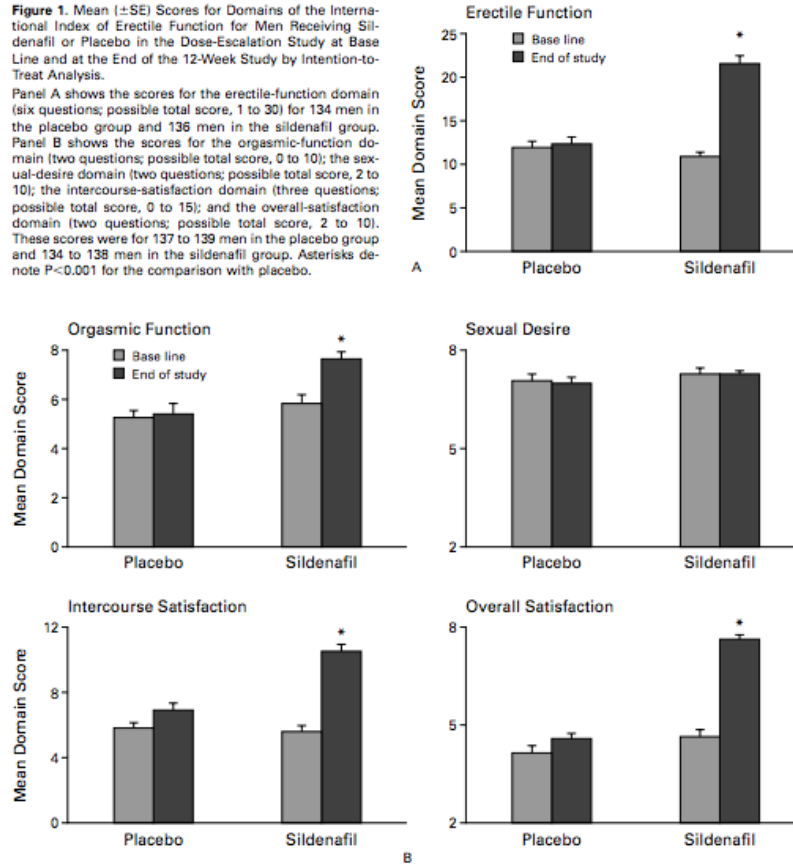 Figure 1. Mean (±SE) Scores for Domains of the Interna-
tional Index of Erectile Function for Men Receiving Sil-
denafil or Placebo in the Dose-Escalation Study at Base
Line and at the End of the 12-Week Study by Intention-to-
Treat Analysis.
Panel A shows the scores for the erectile-function domain
(six questions; possible total score, 1 to 30) for 134 men in
the placebo group and 136 men in the sildenafil group.
Panel B shows the scores for the orgasmic-function do-
main (two questions; possible total score, 0 to 10); the sex-
ual-desire domain (two questions; possible total score, 2 to
10); the intercourse-satisfaction domain (three questions;
possible total score, 0 to 15); and the overall-satisfaction
domain (two questions; possible total score, 2 to 10).
These scores were for 137 to 139 men in the placebo group
and 134 to 138 men in the sildenafil group. Asterisks de-
note P<0.001 for the comparison with placebo.
Erectile Function
Mean Domain Score
25
20
15
10
5
0
Base line
End of study
*
Placebo Sildenafil
A
Orgasmic Function
Mean Domain Score
8
6
4
2
0
Base line
End of study
*
Placebo Sildenafil
Sexual Desire
8
5
2
Placebo Sildenafil
Intercourse Satisfaction
Mean Domain Score
12
8
4
0
*
Placebo Sildenafil
Overall Satisfaction
8
5
2
*
Placebo Sildenafil
B